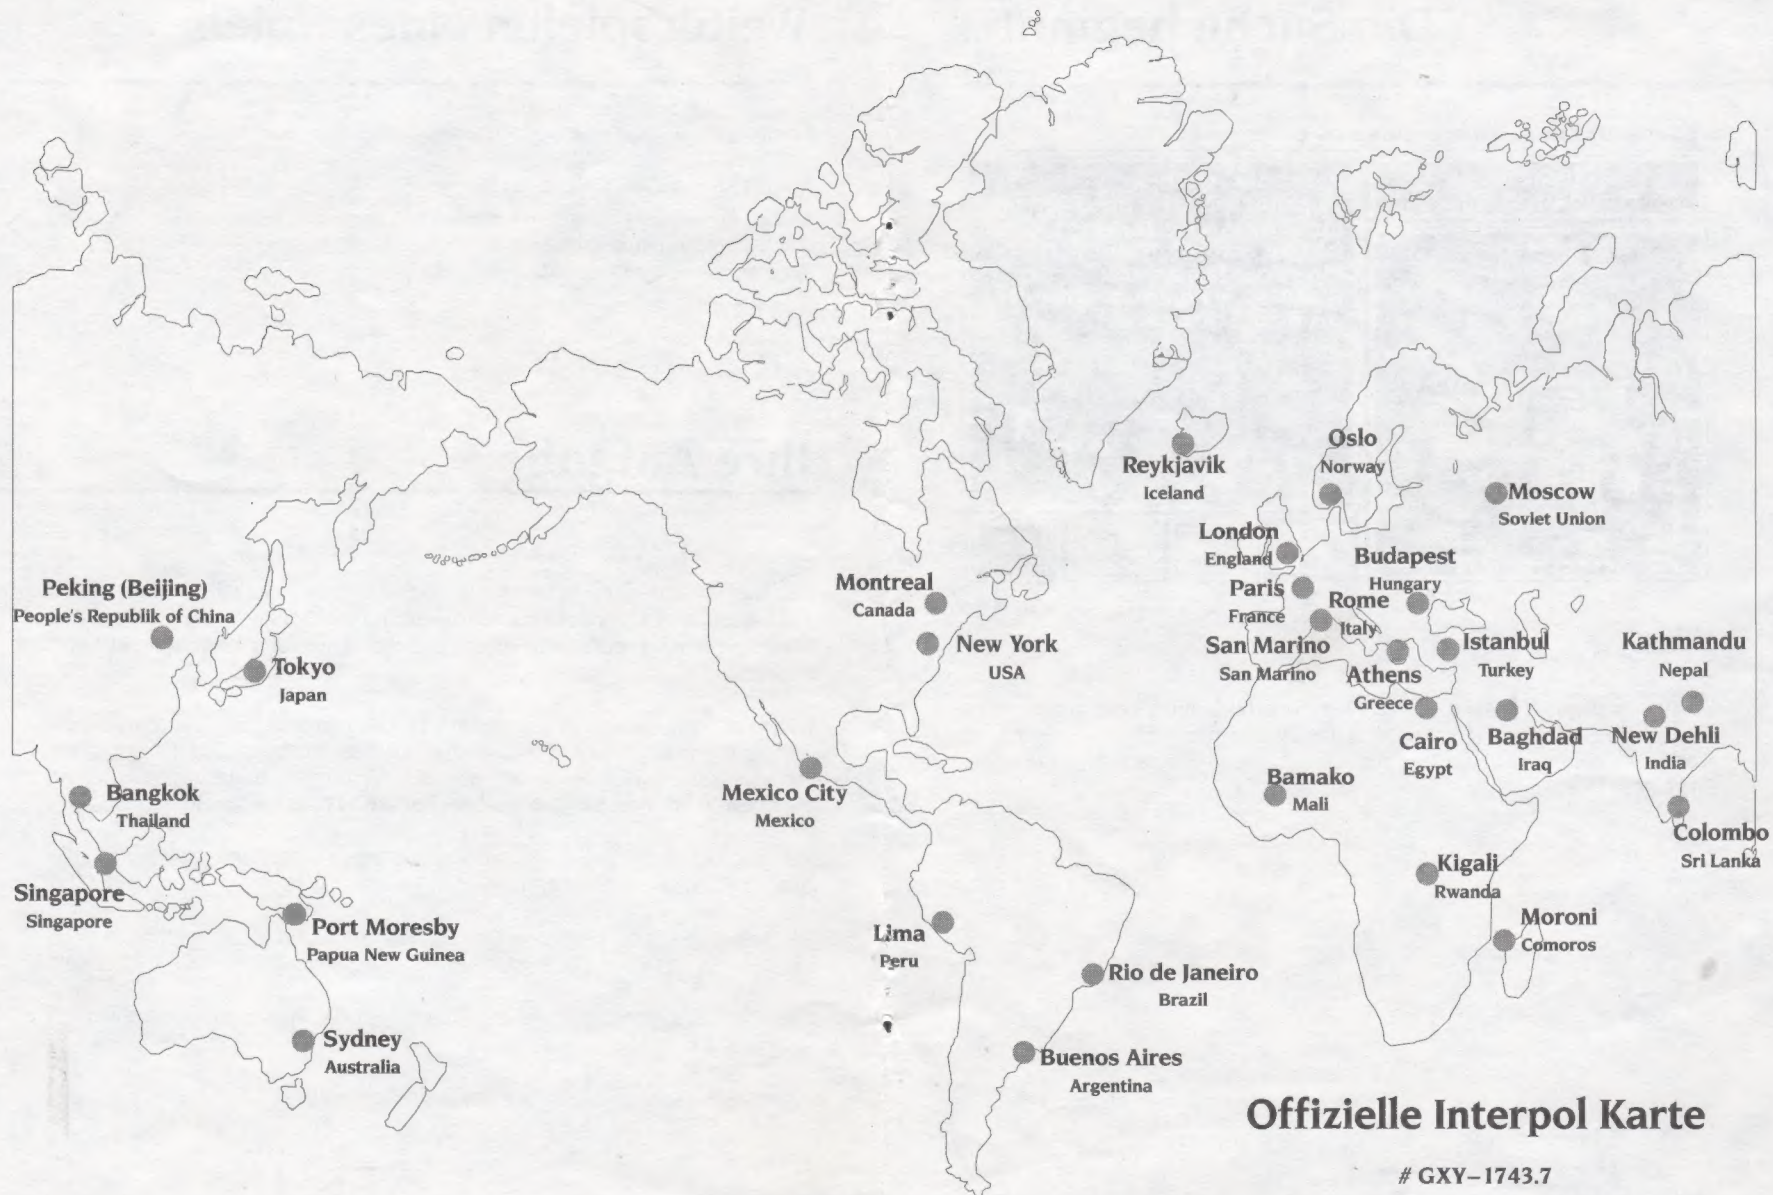 Oslo
Norway
Reykjavik
Iceland
Moscow
Soviet Union
London
England
Budapest
Hungary
Peking (Beijing)
People's Republik of China
Montreal
Canada
Paris
France
Rome
Italy
Tokyo
Japan
New York
USA
San Marino
San Marino
Athens
Greece
Istanbul
Turkey
Kathmandu
Nepal
Cairo
Egypt
Baghdad
Iraq
New Dehli
India
Bangkok
Thailand
Mexico City
Mexico
Bamako
Mali
Colombo
Sri Lanka
Singapore
Singapore
Kigali
Rwanda
Port Moresby
Papua New Guinea
Lima
Peru
Moroni
Comoros
Rio de Janeiro
Brazil
Sydney
Australia
Buenos Aires
Argentina
Offizielle Interpol Karte
# GXY–1743.7